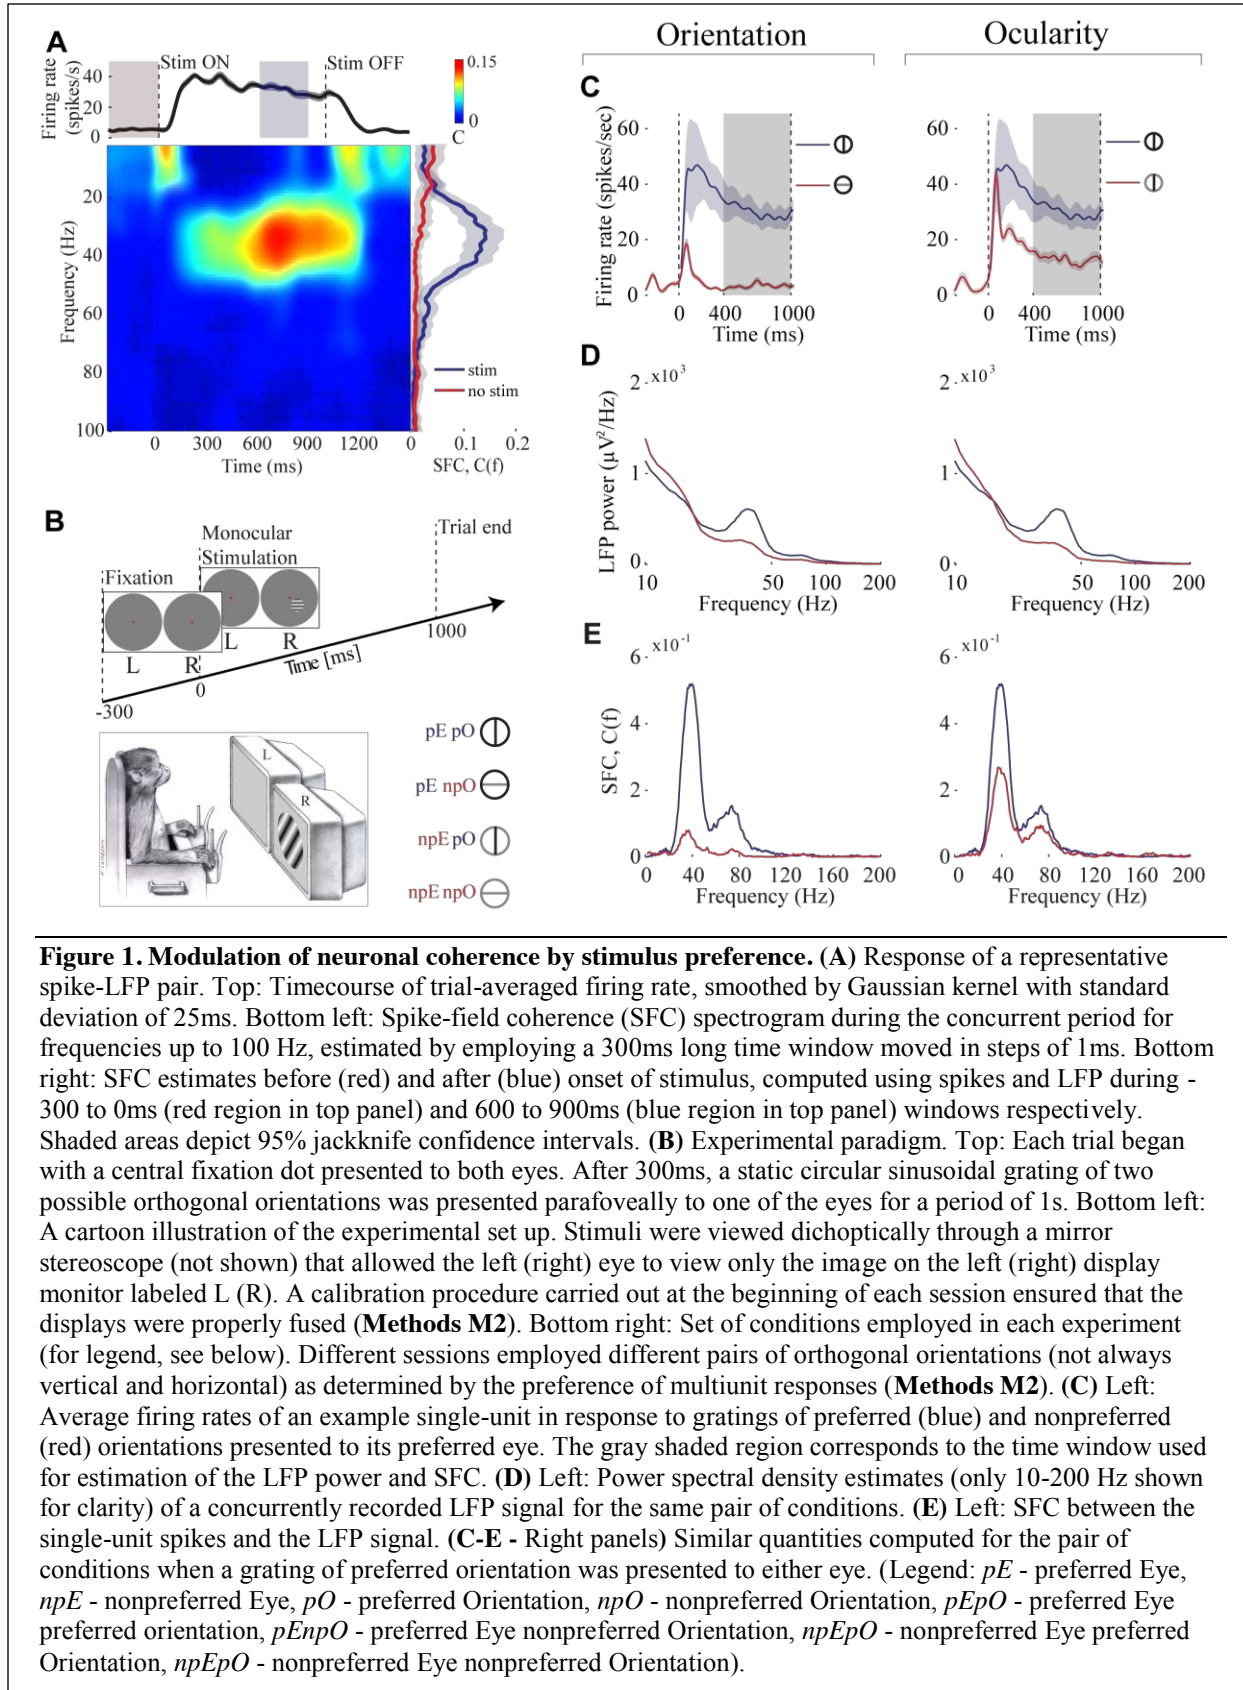 A
Firing rate
(spikes/s)
40
20
0
Stim ON
Stim OFF
0.15
0
C
Frequency (Hz)
20
40
60
80
100
0
300
600
900
1200
Time (ms)
stim
no stim
0
0.1
0.2
SFC, C(f)
B
Fixation
Monocular
Stimulation
Trial end
L
R
L
R
-300
0
Time [ms]
1000
L
R
pE pO
pE npO
npE pO
npE npO
Orientation
Ocularity
C
Firing rate (spikes/sec)
60
40
20
0
0
400
1000
Time (ms)
60
40
20
0
0
400
1000
Time (ms)
D
LFP power (μV²/Hz)
2
x10³
1
0
10
50
100
200
Frequency (Hz)
2
x10³
1
0
10
50
100
200
Frequency (Hz)
E
SFC, C(f)
6
x10⁻¹
4
2
0
0
40
80
120
160
200
Frequency (Hz)
6
x10⁻¹
4
2
0
0
40
80
120
160
200
Frequency (Hz)
Figure 1. Modulation of neuronal coherence by stimulus preference. (A) Response of a representative
spike-LFP pair. Top: Timecourse of trial-averaged firing rate, smoothed by Gaussian kernel with standard
deviation of 25ms. Bottom left: Spike-field coherence (SFC) spectrogram during the concurrent period for
frequencies up to 100 Hz, estimated by employing a 300ms long time window moved in steps of 1ms. Bottom
right: SFC estimates before (red) and after (blue) onset of stimulus, computed using spikes and LFP during -
300 to 0ms (red region in top panel) and 600 to 900ms (blue region in top panel) windows respectively.
Shaded areas depict 95% jackknife confidence intervals. (B) Experimental paradigm. Top: Each trial began
with a central fixation dot presented to both eyes. After 300ms, a static circular sinusoidal grating of two
possible orthogonal orientations was presented parafoveally to one of the eyes for a period of 1s. Bottom left:
A cartoon illustration of the experimental set up. Stimuli were viewed dichoptically through a mirror
stereoscope (not shown) that allowed the left (right) eye to view only the image on the left (right) display
monitor labeled L (R). A calibration procedure carried out at the beginning of each session ensured that the
displays were properly fused (Methods M2). Bottom right: Set of conditions employed in each experiment
(for legend, see below). Different sessions employed different pairs of orthogonal orientations (not always
vertical and horizontal) as determined by the preference of multiunit responses (Methods M2). (C) Left:
Average firing rates of an example single-unit in response to gratings of preferred (blue) and nonpreferred
(red) orientations presented to its preferred eye. The gray shaded region corresponds to the time window used
for estimation of the LFP power and SFC. (D) Left: Power spectral density estimates (only 10-200 Hz shown
for clarity) of a concurrently recorded LFP signal for the same pair of conditions. (E) Left: SFC between the
single-unit spikes and the LFP signal. (C-E - Right panels) Similar quantities computed for the pair of
conditions when a grating of preferred orientation was presented to either eye. (Legend: pE - preferred Eye,
npE - nonpreferred Eye, pO - preferred Orientation, npO - nonpreferred Orientation, pEpO - preferred Eye
preferred orientation, pEnpO - preferred Eye nonpreferred Orientation, npEpO - nonpreferred Eye preferred
Orientation, npEpO - nonpreferred Eye nonpreferred Orientation).